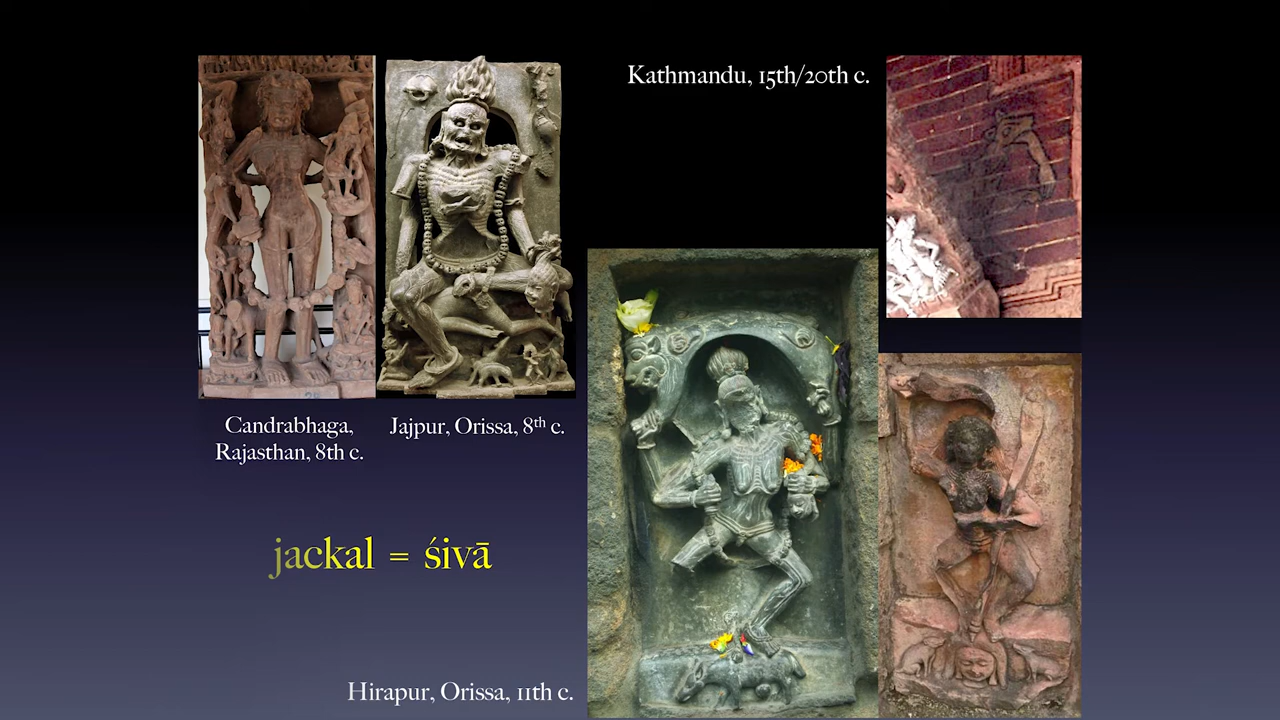 Kathmandu, 15th/20th c.
Candrabhaga,
Rajasthan, 8th c.
Jajpur, Orissa, 8th c.
jackal = śivā
Hirapur, Orissa, 11th c.